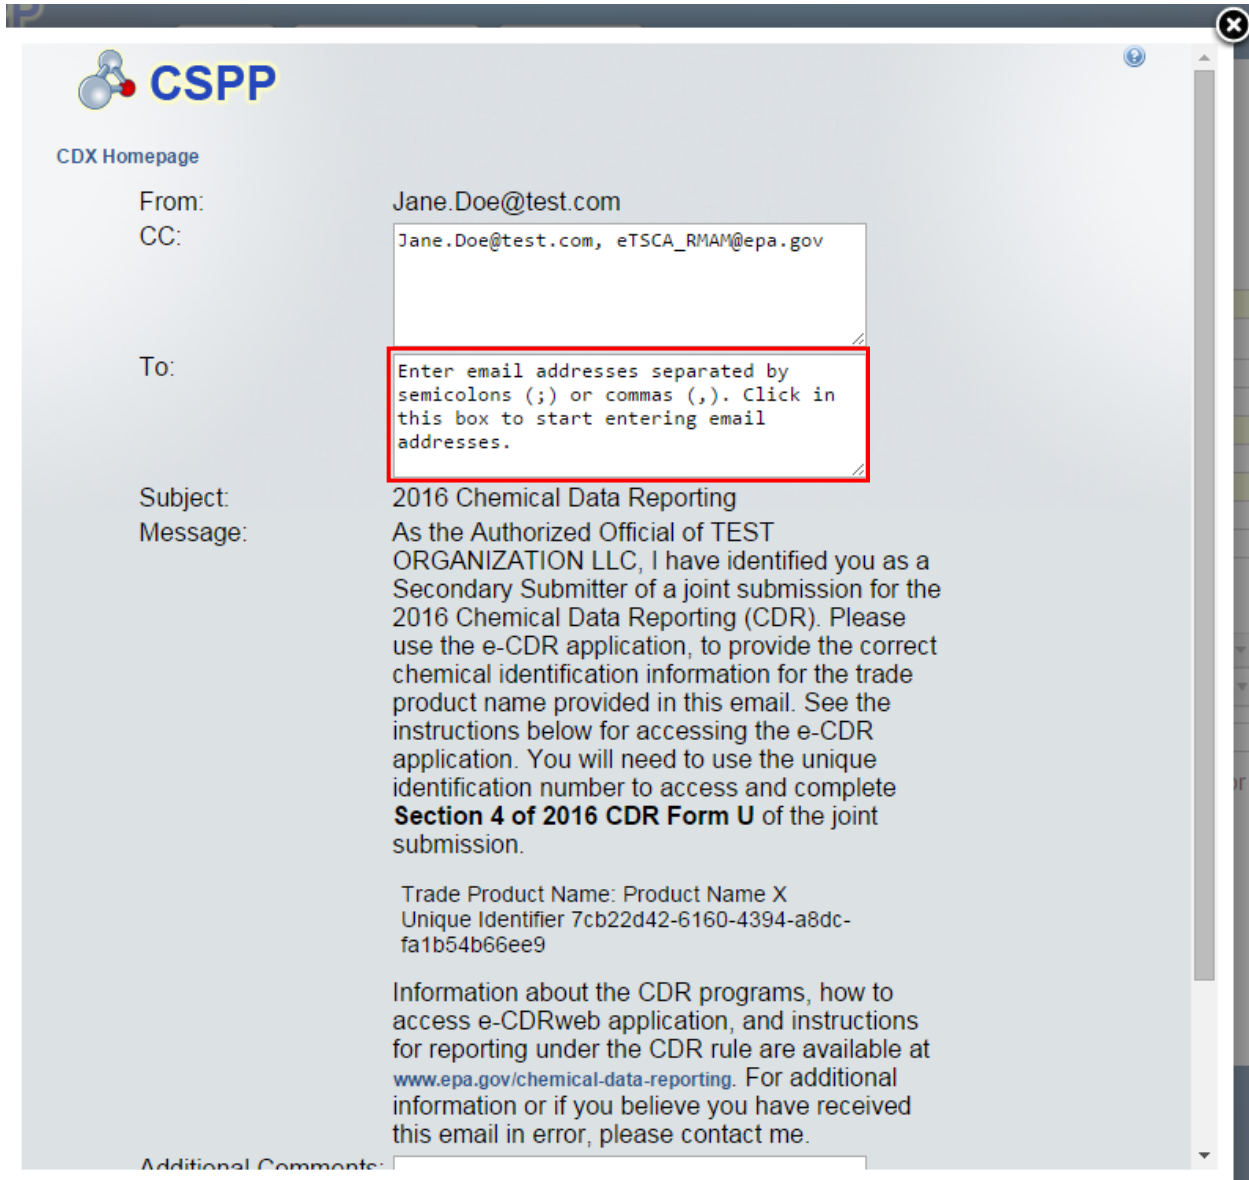 CSPP
CDX Homepage
From: Jane.Doe@test.com
CC: Jane.Doe@test.com, eTSCA_RMAM@epa.gov
To: Enter email addresses separated by
semicolons (;) or commas (,). Click in
this box to start entering email
addresses.
Subject: 2016 Chemical Data Reporting
Message: As the Authorized Official of TEST
ORGANIZATION LLC, I have identified you as a
Secondary Submitter of a joint submission for the
2016 Chemical Data Reporting (CDR). Please
use the e-CDR application, to provide the correct
chemical identification information for the trade
product name provided in this email. See the
instructions below for accessing the e-CDR
application. You will need to use the unique
identification number to access and complete
Section 4 of 2016 CDR Form U of the joint
submission.
Trade Product Name: Product Name X
Unique Identifier 7cb22d42-6160-4394-a8dc-
fa1b54b66ee9
Information about the CDR programs, how to
access e-CDRweb application, and instructions
for reporting under the CDR rule are available at
www.epa.gov/chemical-data-reporting. For additional
information or if you believe you have received
this email in error, please contact me.
Additional Comments: